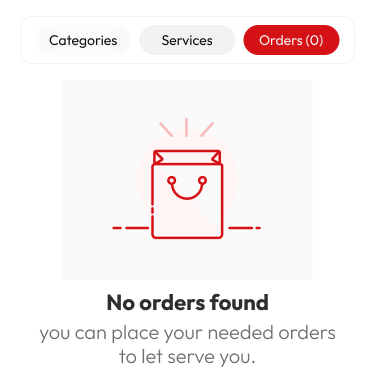 Categories Services Orders (0)
No orders found
you can place your needed orders
to let serve you.